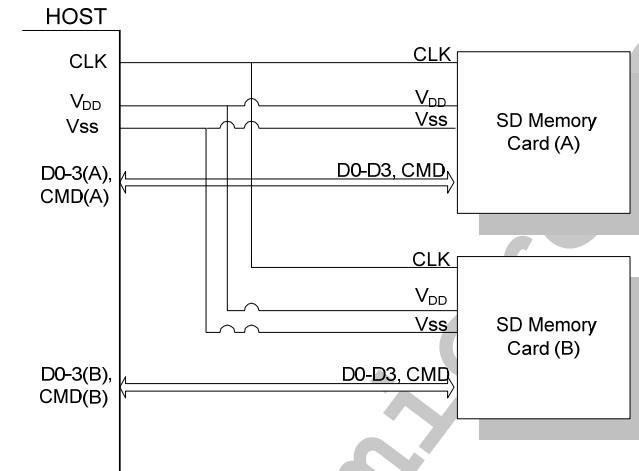 HOST
CLK
VDD
Vss
D0-3(A),
CMD(A)
CLK
VDD
Vss
D0-D3, CMD
SD Memory
Card (A)
CLK
VDD
Vss
SD Memory
Card (B)
D0-3(B),
CMD(B)
D0-D3, CMD